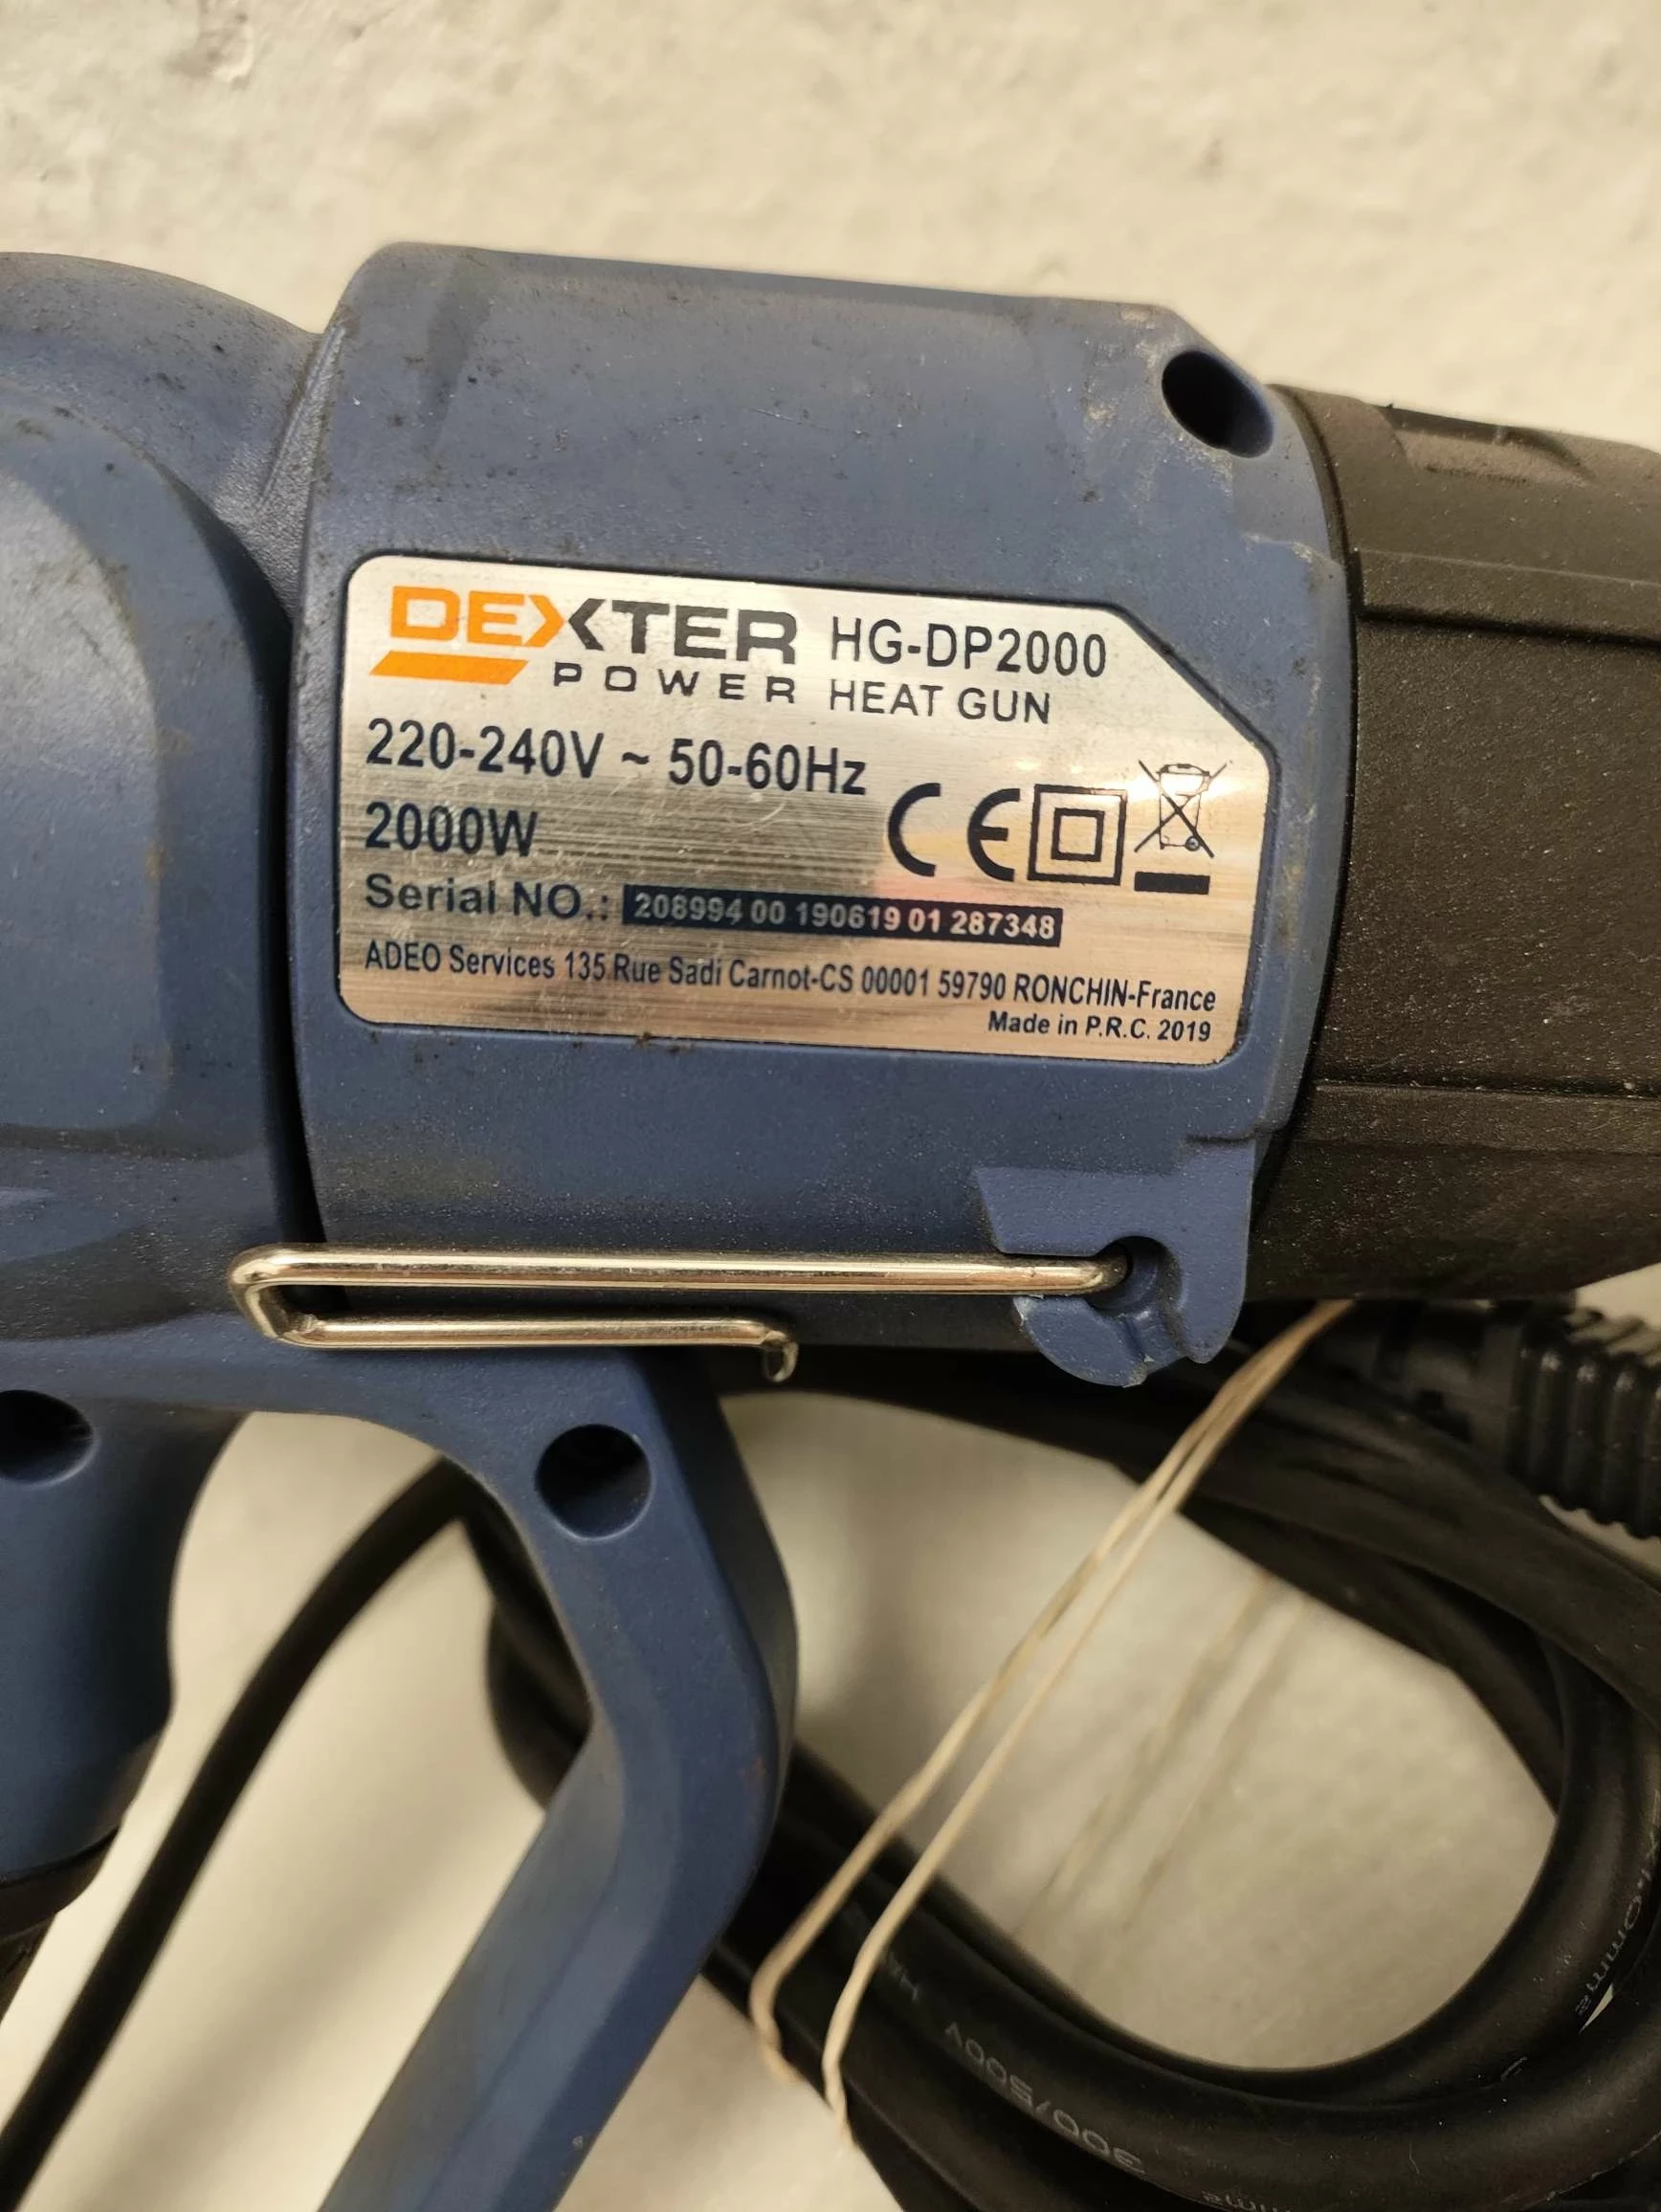 DEXTER HG-DP2000
POWER HEAT GUN
220-240V ~ 50-60Hz
2000W
CE
Serial NO.: 208994 00 190619 01 287348
ADEO Services 135 Rue Sadi Carnot-CS 00001 59790 RONCHIN-France
Made in P.R.C. 2019
300/500V